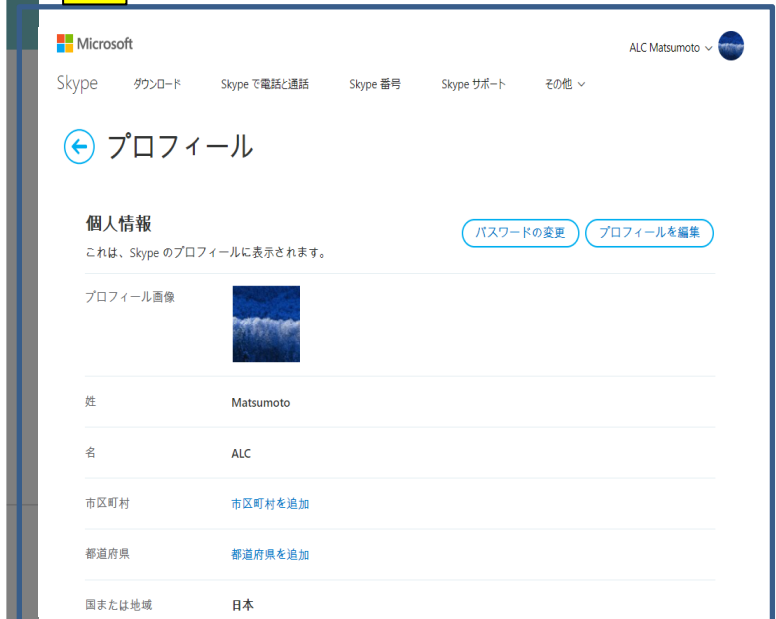 Microsoft
ALC Matsumoto
Skype ダウンロード Skype で電話と通話 Skype 番号 Skype サポート その他
プロフィール
個人情報
パスワードの変更 プロフィールを編集
これは、Skype のプロフィールに表示されます。
プロフィール画像
姓 Matsumoto
名 ALC
市区町村 市区町村を追加
都道府県 都道府県を追加
国または地域 日本